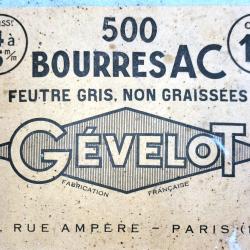 500
BOURRES AC
FEUTRE GRIS, NON GRAISSÉES
GÉVELOT
FABRICATION FRANÇAISE
RUE AMPÈRE - PARIS